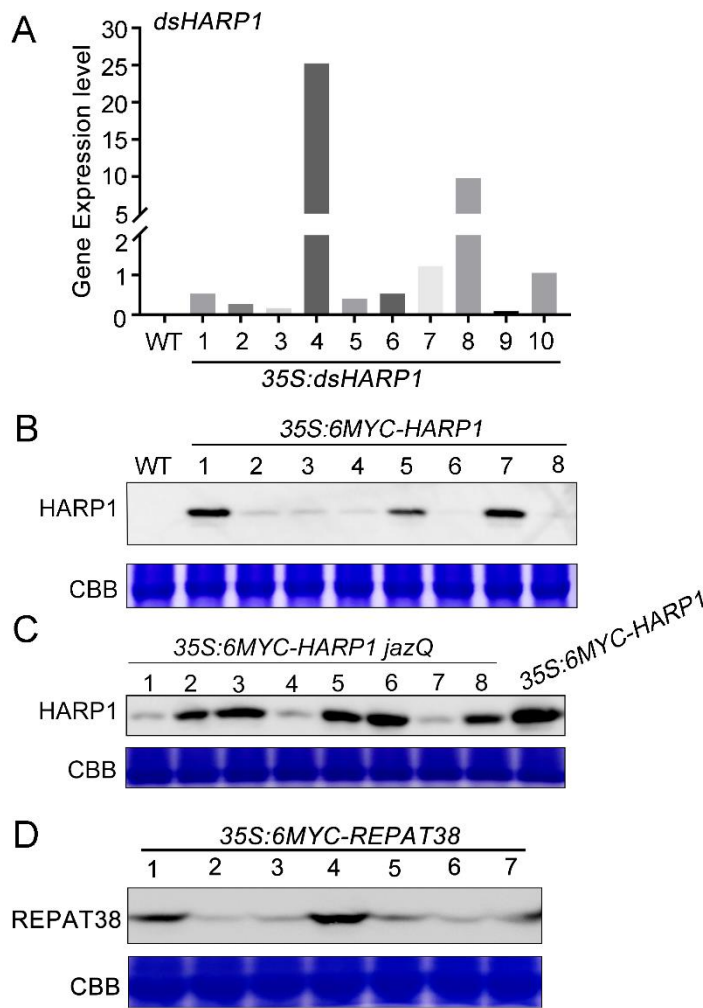 A
dsHARP1
Gene Expression level
30
25
20
15
10
5
2
1
0
WT 1 2 3 4 5 6 7 8 9 10
35S:dsHARP1
B
35S:6MYC-HARP1
WT 1 2 3 4 5 6 7 8
HARP1
CBB
C
35S:6MYC-HARP1 jazQ
35S:6MYC-HARP1
1 2 3 4 5 6 7 8
HARP1
CBB
D
35S:6MYC-REPAT38
1 2 3 4 5 6 7
REPAT38
CBB